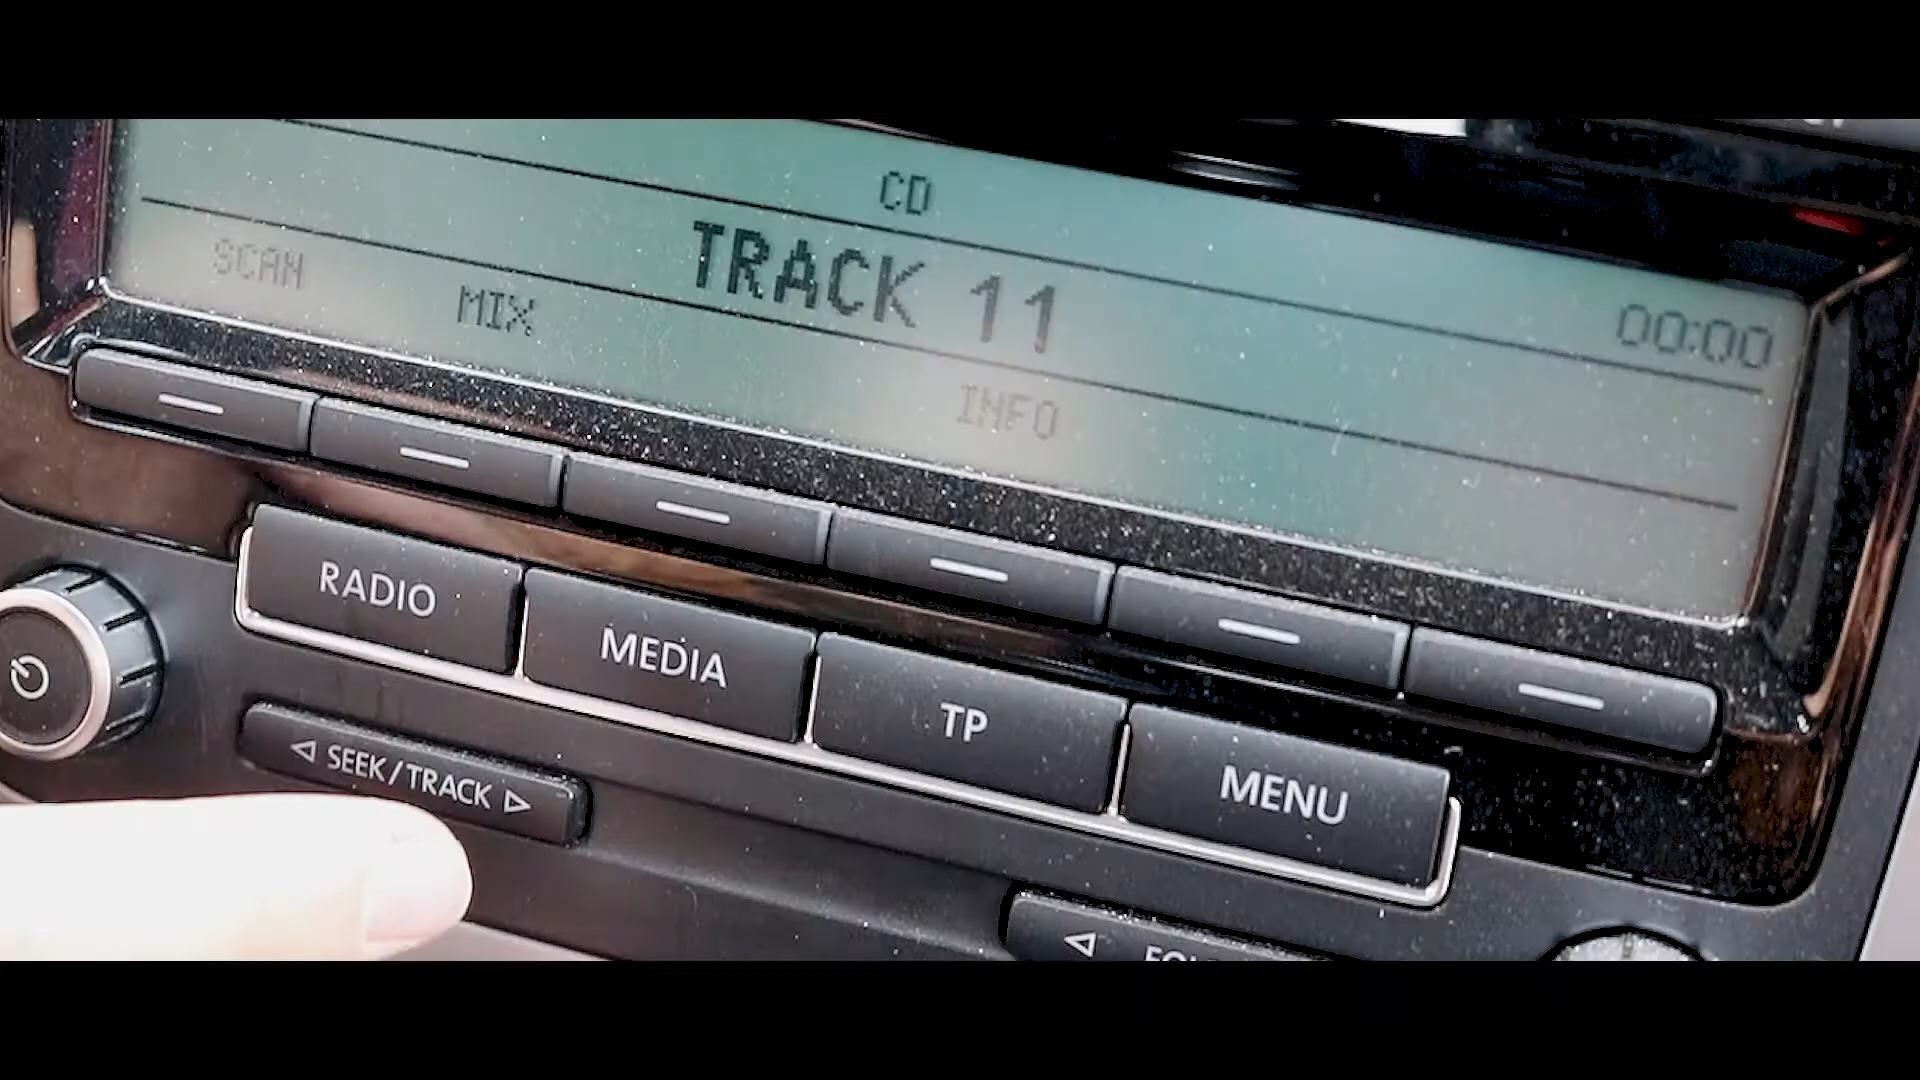 CD
TRACK 11
00:00
SCAN MIX INFO
RADIO MEDIA TP MENU
SEEK/TRACK